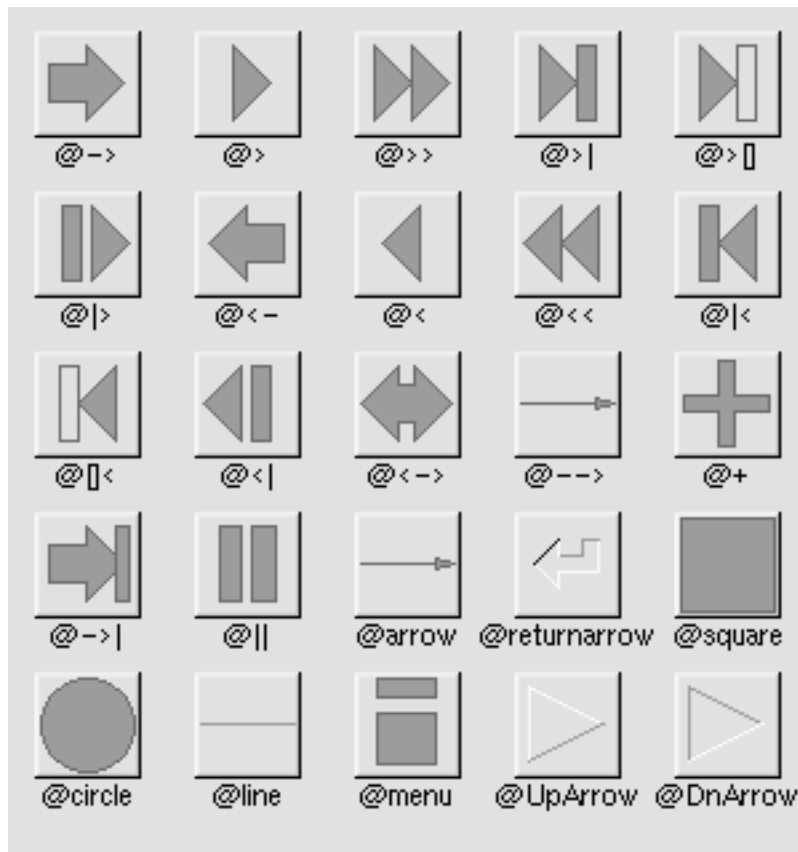 @-> @> @>> @>| @>[]
@|> @<- @< @<< @|<
@[]< @<| @<-> @--> @+
@->| @|| @arrow @returnarrow @square
@circle @line @menu @UpArrow @DnArrow